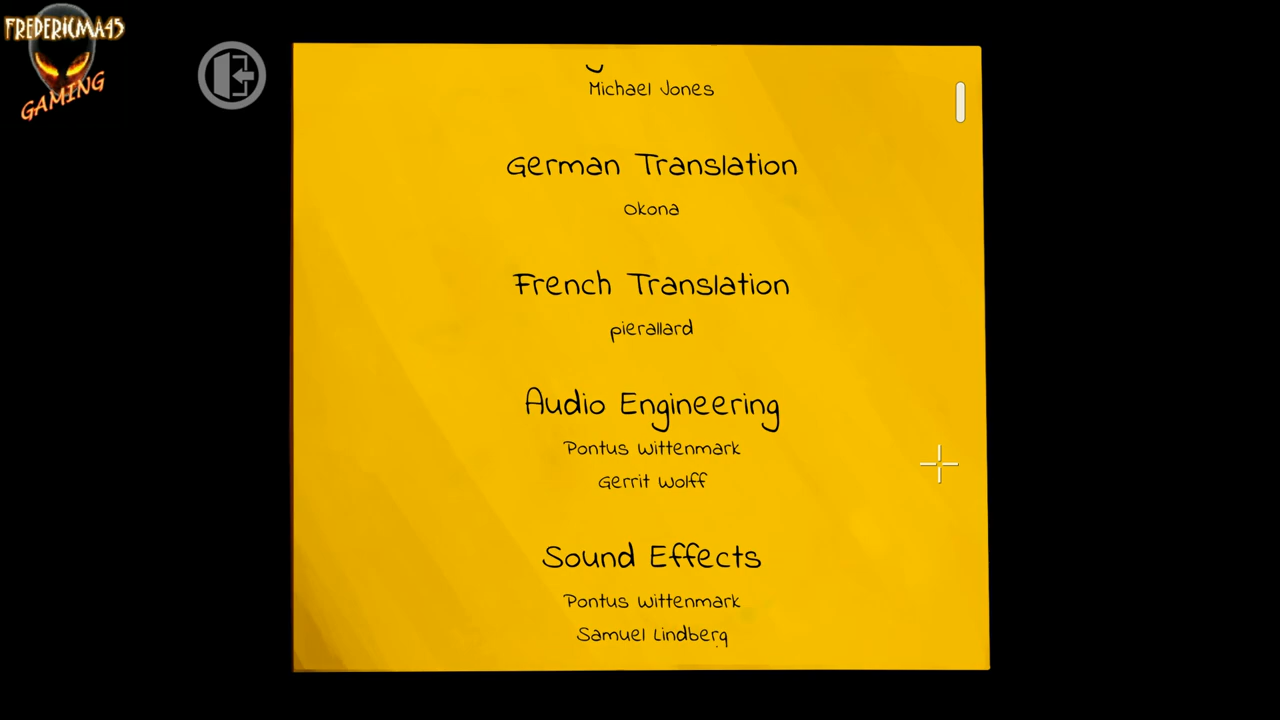 FREDERICMA45
GAMING
Michael Jones
German Translation
Okona
French Translation
pierallard
Audio Engineering
Pontus Wittenmark
Gerrit Wolff
Sound Effects
Pontus Wittenmark
Samuel Lindberg